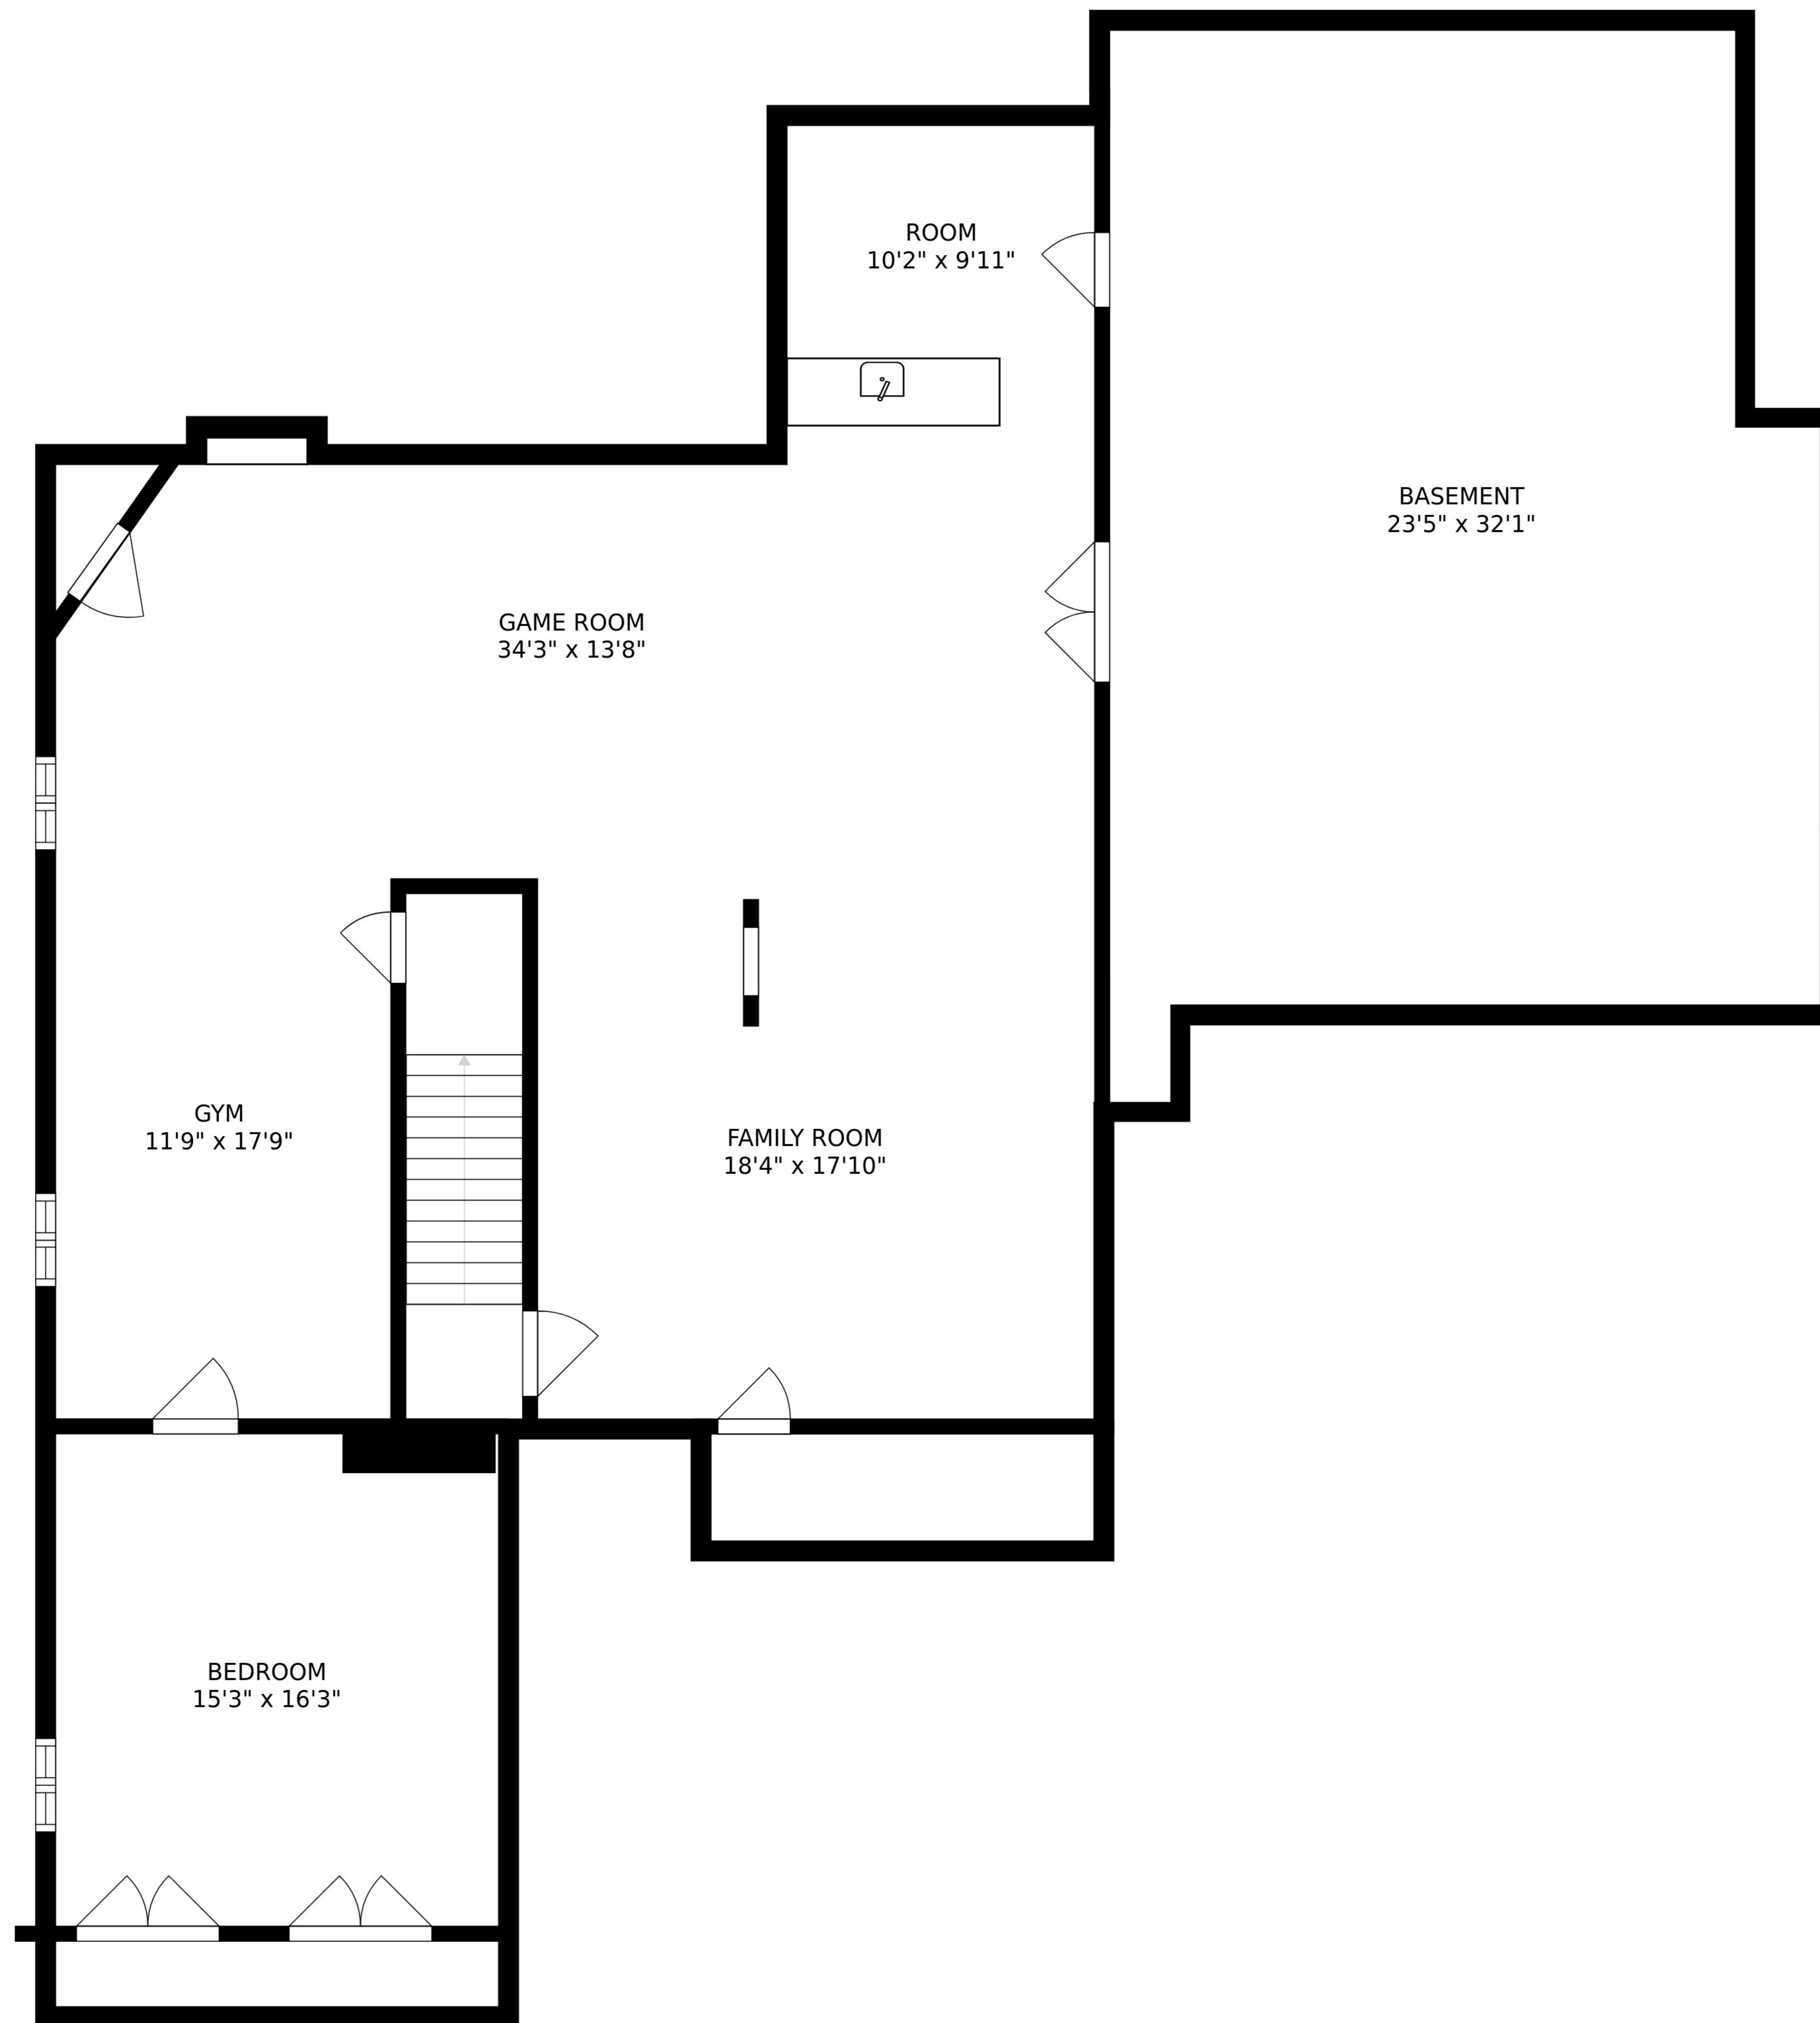 ROOM
10'2" x 9'11"
BASEMENT
23'5" x 32'1"
GAME ROOM
34'3" x 13'8"
GYM
11'9" x 17'9"
FAMILY ROOM
18'4" x 17'10"
BEDROOM
15'3" x 16'3"